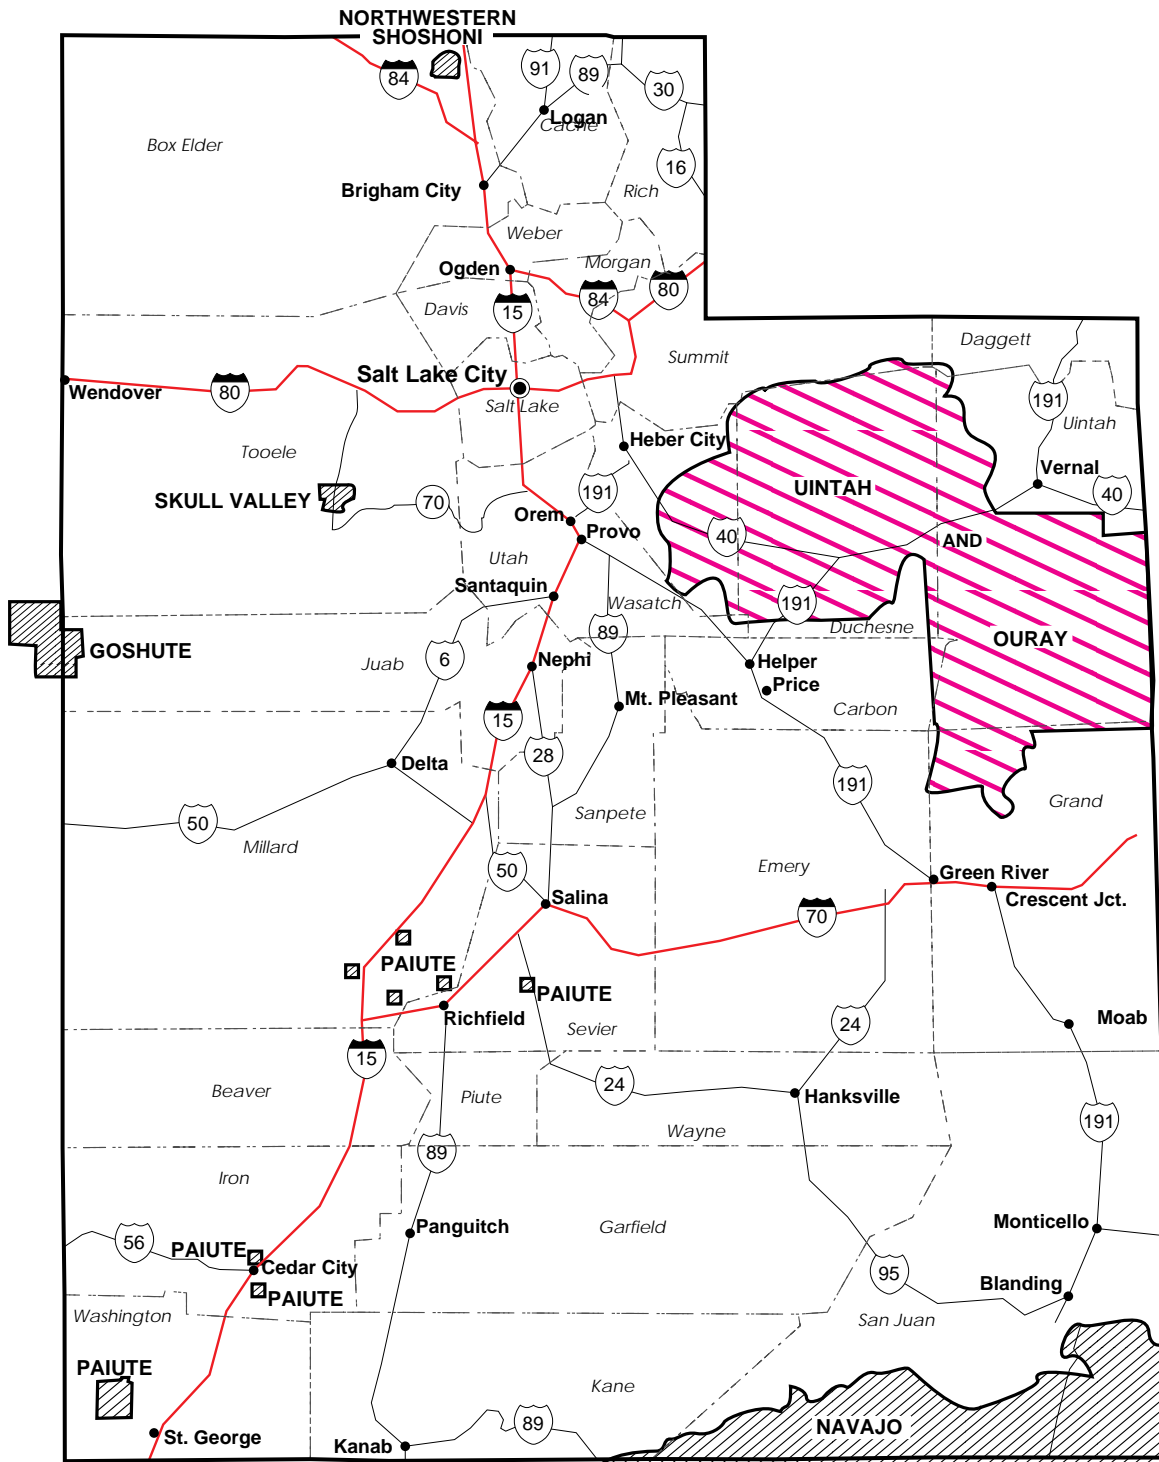 NORTHWESTERN
SHOSHONI
84
91
89
30
Logan
Cache
Box Elder
16
Brigham City
Rich
Weber
Ogden
Morgan
84
80
Davis
15
Daggett
Summit
Salt Lake City
Wendover
80
Salt Lake
191
Uintah
Heber City
Tooele
Vernal
SKULL VALLEY
70
191
UINTAH
40
Orem
Provo
40
AND
Utah
Santaquin
Wasatch
191
Duchesne
89
OURAY
GOSHUTE
Juab
6
Nephi
Helper
Price
Mt. Pleasant
Carbon
15
28
Delta
191
Sanpete
Grand
50
Millard
50
Emery
Green River
Salina
Crescent Jct.
70
PAIUTE
PAIUTE
Richfield
Sevier
24
Moab
15
Beaver
Piute
24
Hanksville
191
Wayne
89
Iron
Panguitch
Garfield
Monticello
56
PAIUTE
Cedar City
95
Blanding
PAIUTE
Washington
San Juan
PAIUTE
Kane
St. George
89
NAVAJO
Kanab